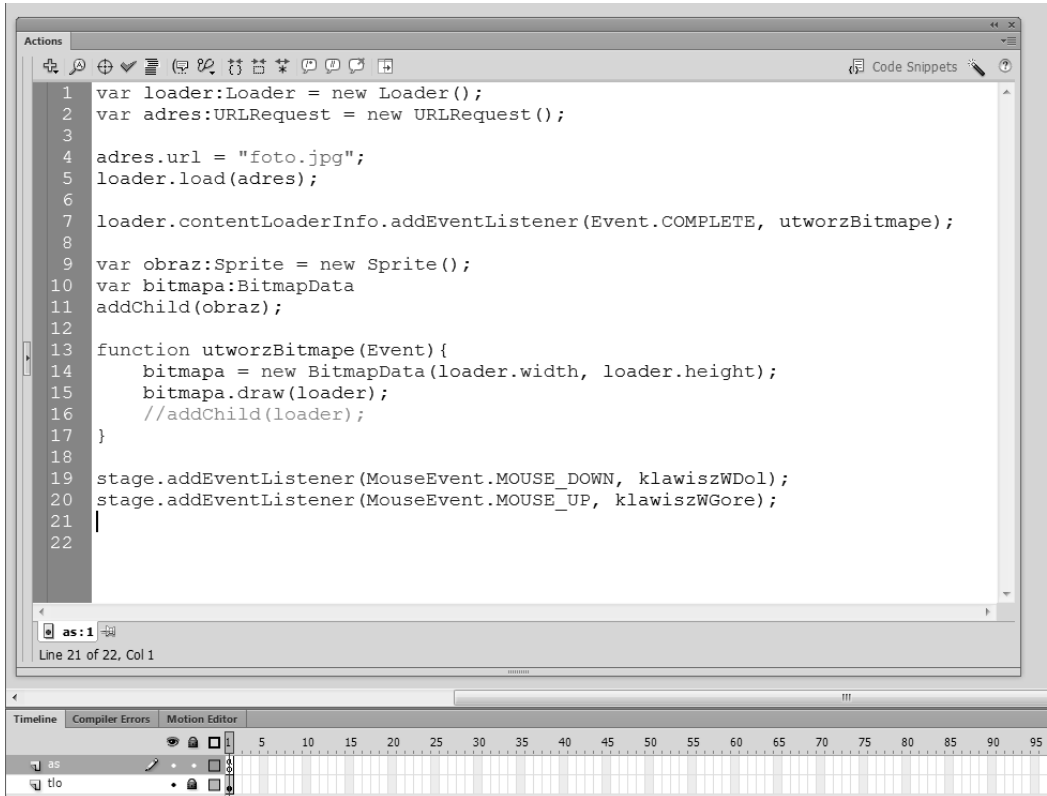 Actions
Code Snippets
1 var loader:Loader = new Loader();
2 var adres:URLRequest = new URLRequest();
3
4 adres.url = "foto.jpg";
5 loader.load(adres);
6
7 loader.contentLoaderInfo.addEventListener(Event.COMPLETE, utworzBitmape);
8
9 var obraz:Sprite = new Sprite();
10 var bitmapa:BitmapData
11 addChild(obraz);
12
13 function utworzBitmape(Event){
14 bitmapa = new BitmapData(loader.width, loader.height);
15 bitmapa.draw(loader);
16 //addChild(loader);
17 }
18
19 stage.addEventListener(MouseEvent.MOUSE_DOWN, klawiszWDol);
20 stage.addEventListener(MouseEvent.MOUSE_UP, klawiszWGore);
21
22
as:1
Line 21 of 22, Col 1
Timeline Compiler Errors Motion Editor
1 5 10 15 20 25 30 35 40 45 50 55 60 65 70 75 80 85 90 95
as
tlo